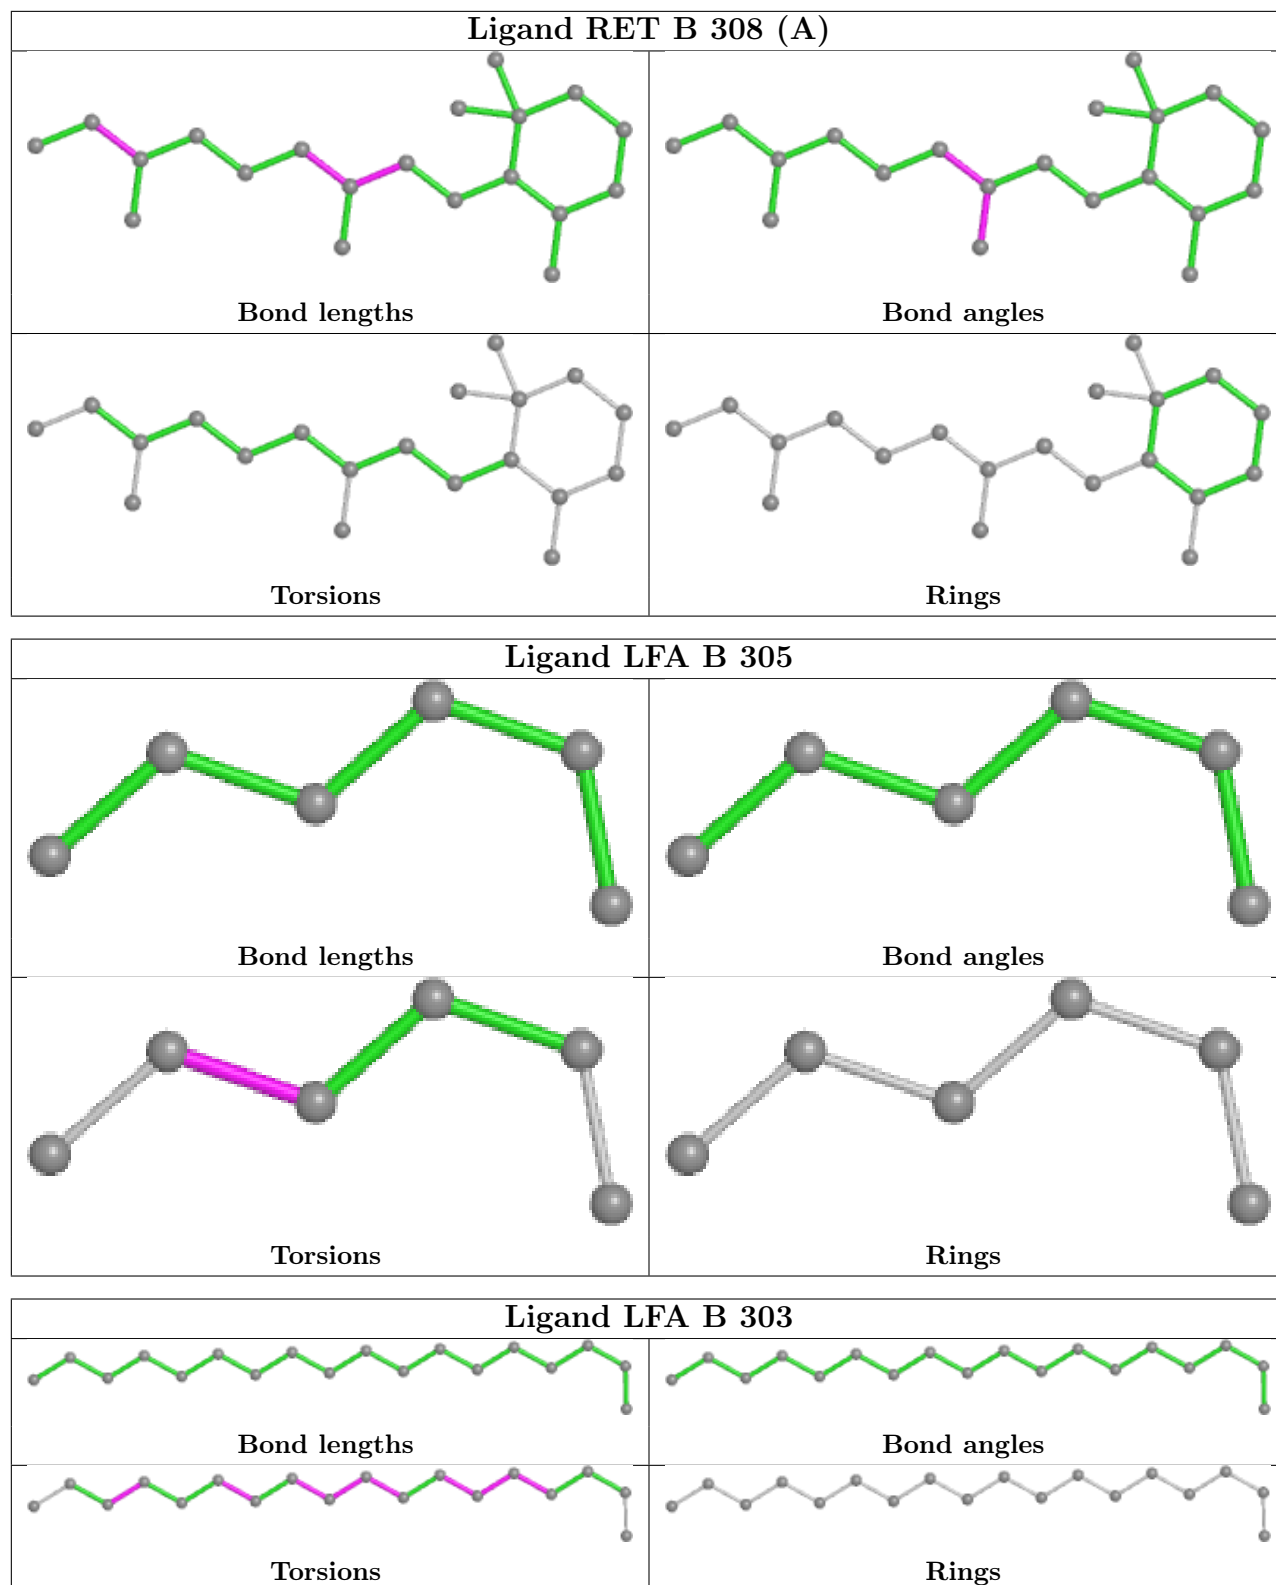 Ligand RET B 308 (A)
Bond lengths
Bond angles
Torsions
Rings
Ligand LFA B 305
Bond lengths
Bond angles
Torsions
Rings
Ligand LFA B 303
Bond lengths
Bond angles
Torsions
Rings